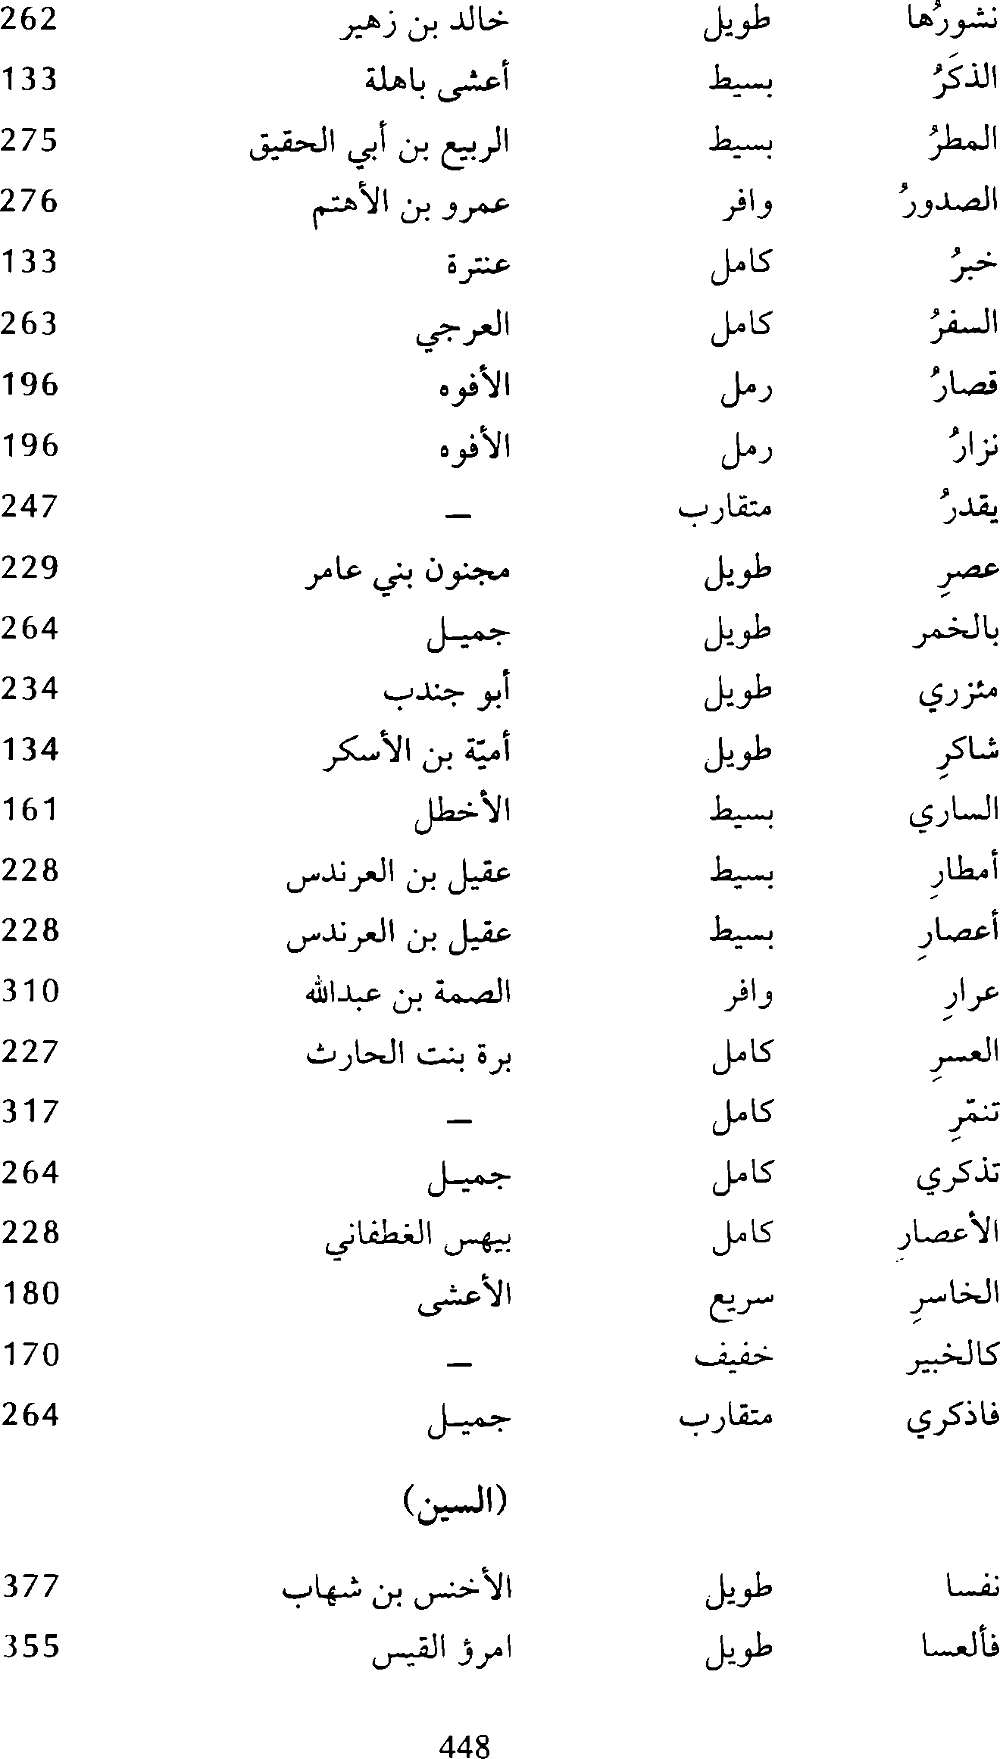 نشورُها طويل خالد بن زهير 262
الذكَرُ بسيط أعشى باهلة 133
المطرُ بسيط الربيع بن أبي الحقيق 275
الصدورُ وافر عمرو بن الأهتم 276
خبرُ كامل عنترة 133
السفرُ كامل العرجي 263
قصارُ رمل الأفوه 196
نزارُ رمل الأفوه 196
يقدرُ متقارب – 247
عصرِ طويل مجنون بني عامر 229
بالخمر طويل جميـل 264
مئزري طويل أبو جندب 234
شاكرِ طويل أميّة بن الأسكر 134
الساري بسيط الأخطل 161
أمطارِ بسيط عقيل بن العرندس 228
أعصارِ بسيط عقيل بن العرندس 228
عرارِ وافر الصمة بن عبدالله 310
العسرِ كامل برة بنت الحارث 227
تنمّرِ كامل – 317
تذكري كامل جميـل 264
الأعصارِ كامل بيهس الغطفاني 228
الخاسرِ سريع الأعشى 180
كالخبير خفيف – 170
فاذكري متقارب جميـل 264
(السين)
نفسا طويل الأخنس بن شهاب 377
فألعسا طويل امرؤ القيس 355
448